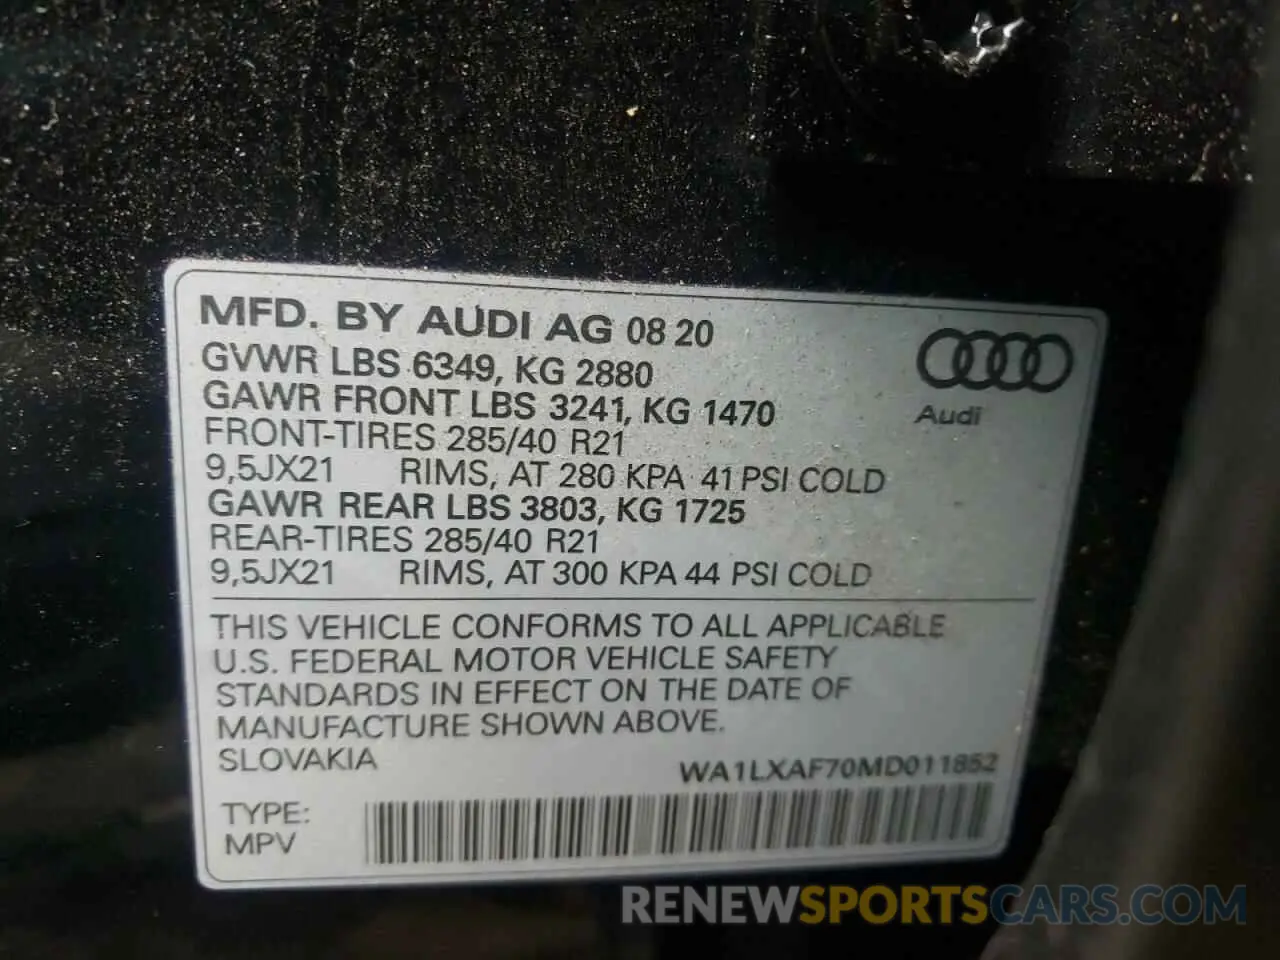 MFD. BY AUDI AG 08 20
GVWR LBS 6349, KG 2880
GAWR FRONT LBS 3241, KG 1470
FRONT-TIRES 285/40 R21
9,5JX21 RIMS, AT 280 KPA 41 PSI COLD
GAWR REAR LBS 3803, KG 1725
REAR-TIRES 285/40 R21
9,5JX21 RIMS, AT 300 KPA 44 PSI COLD
Audi
THIS VEHICLE CONFORMS TO ALL APPLICABLE
U.S. FEDERAL MOTOR VEHICLE SAFETY
STANDARDS IN EFFECT ON THE DATE OF
MANUFACTURE SHOWN ABOVE.
SLOVAKIA
WA1LXAF70MD011852
TYPE:
MPV
RENEWSPORTSCARS.COM